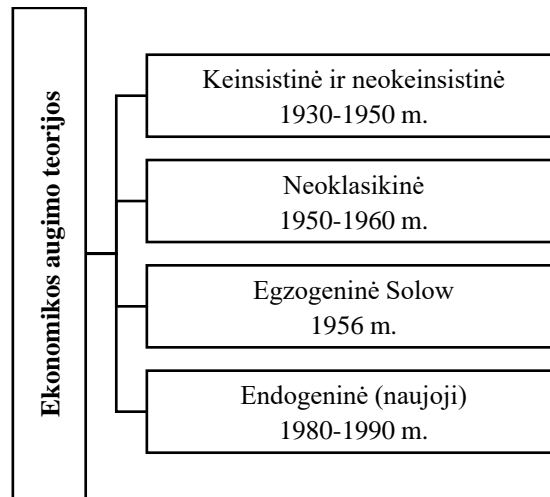 Ekonomikos augimo teorijos
Keinsistinė ir neokeinsistinė
1930-1950 m.
Neoklasikinė
1950-1960 m.
Egzogeninė Solow
1956 m.
Endogeninė (naujoji)
1980-1990 m.